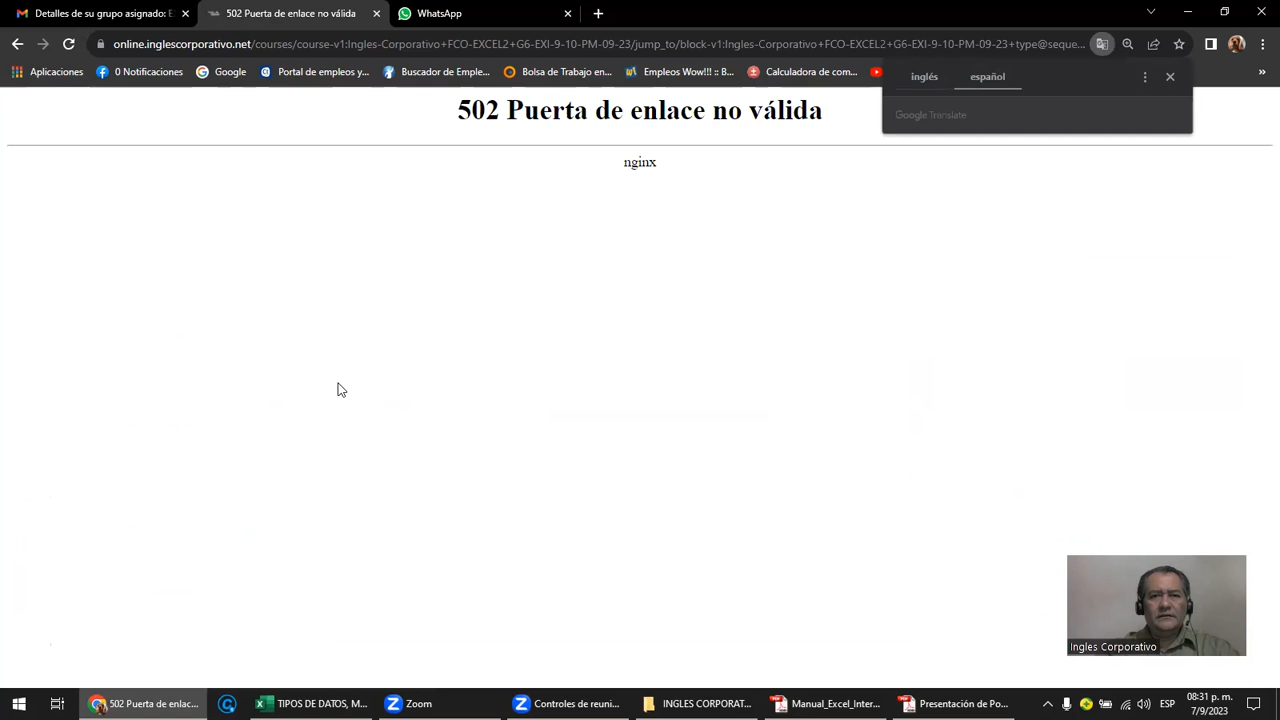 Detalles de su grupo asignado: E
502 Puerta de enlace no válida
WhatsApp
online.inglescorporativo.net/courses/course-v1:Ingles-Corporativo+FCO-EXCEL2+G6-EXI-9-10-PM-09-23/jump_to/block-v1:Ingles-Corporativo+FCO-EXCEL2+G6-EXI-9-10-PM-09-23+type@seque...
Aplicaciones
0 Notificaciones
Google
Portal de empleos y...
Buscador de Emple...
Bolsa de Trabajo en...
Empleos Wow!!! :: B...
Calculadora de com...
inglés
español
Google Translate
502 Puerta de enlace no válida
nginx
Ingles Corporativo
502 Puerta de enlac...
TIPOS DE DATOS, M...
Zoom
Controles de reuni...
INGLES CORPORAT...
Manual_Excel_Inter...
Presentación de Po...
ESP
08:31 p. m.
7/9/2023